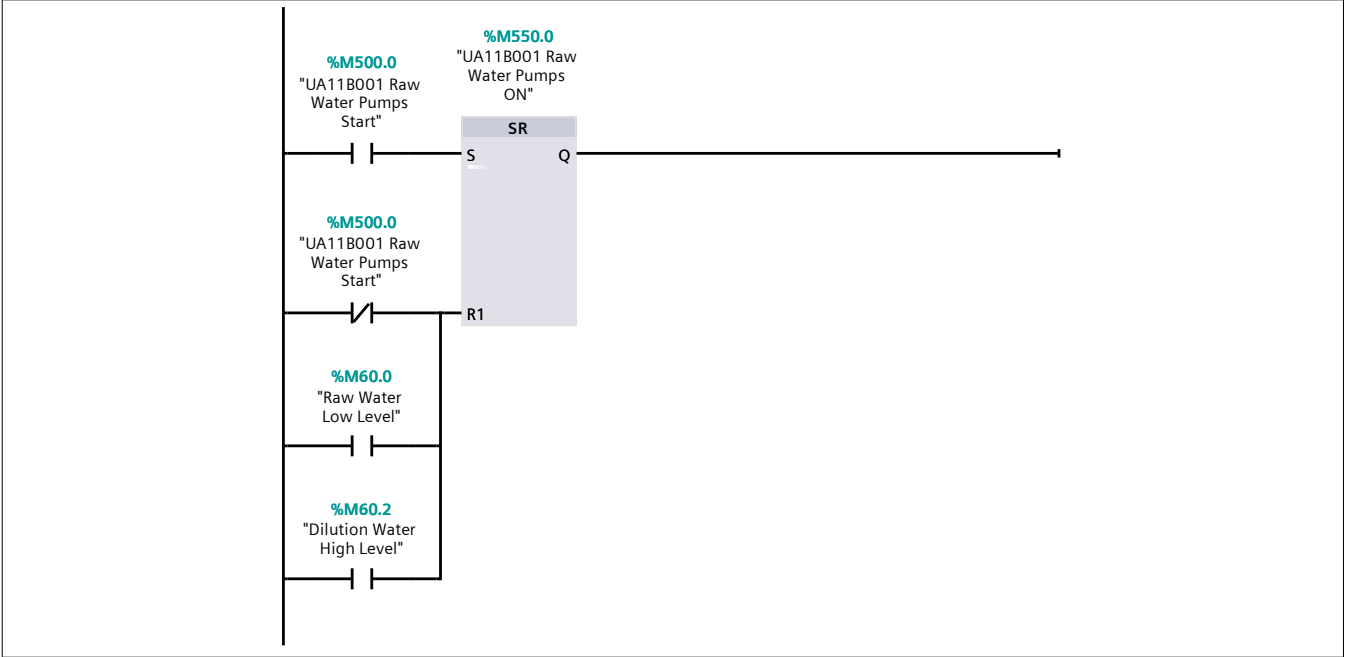 %M550.0
"UA11B001 Raw
Water Pumps
ON"
%M500.0
"UA11B001 Raw
Water Pumps
Start"
SR
S Q
%M500.0
"UA11B001 Raw
Water Pumps
Start"
R1
%M60.0
"Raw Water
Low Level"
%M60.2
"Dilution Water
High Level"